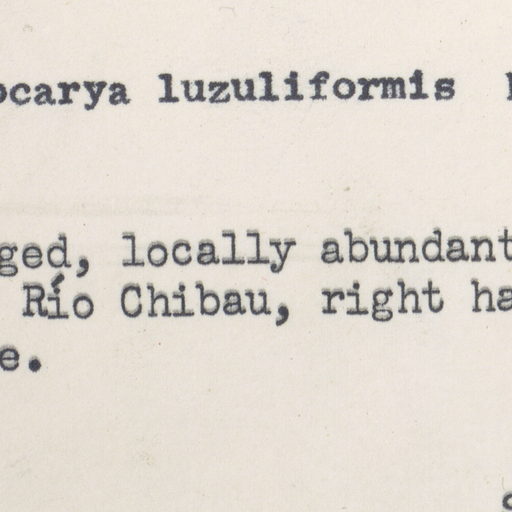 ocarya luzuliformis
ged, locally abundant
Río Chibau, right ha
e.